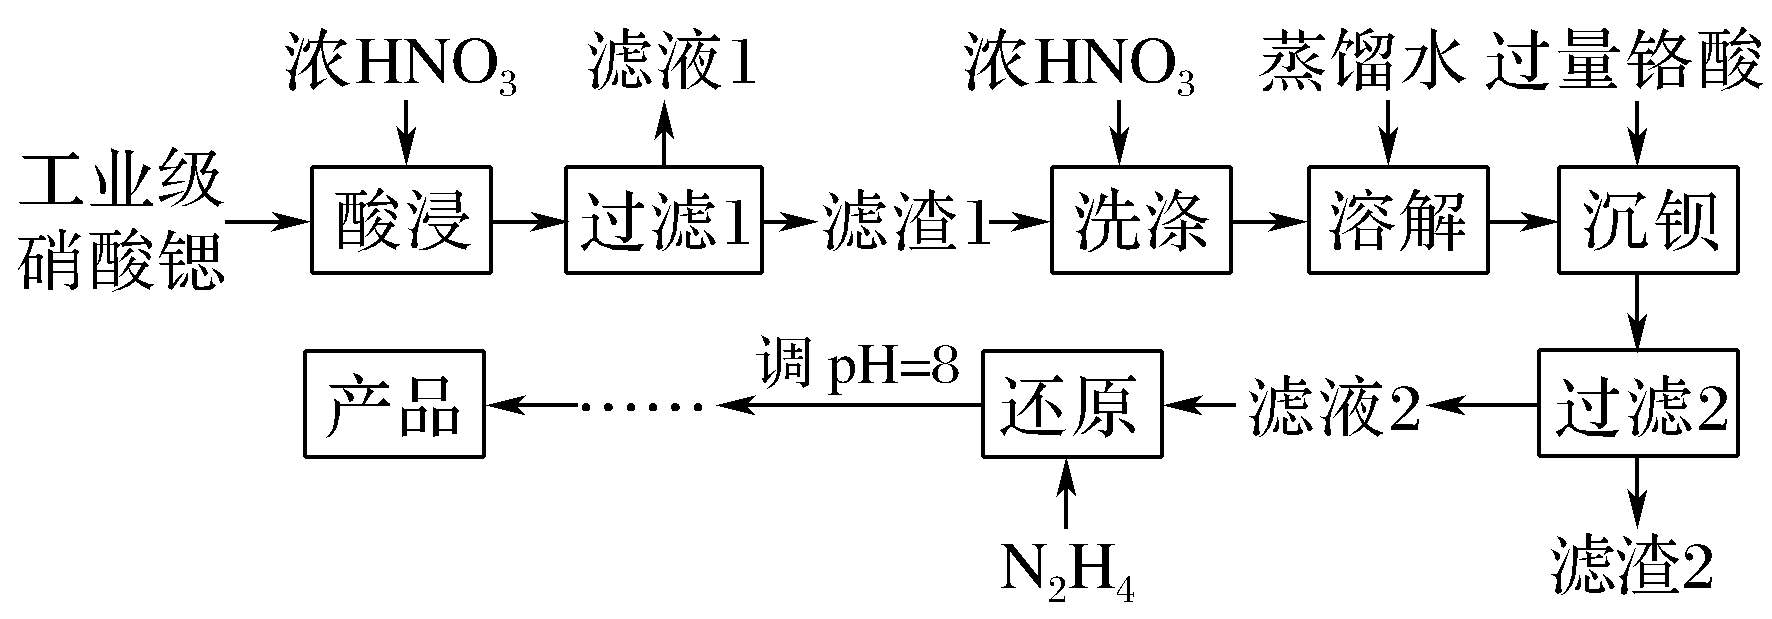 浓HNO₃
滤液1
浓HNO₃
蒸馏水
过量铬酸
工业级
硝酸锶
酸浸
过滤1
滤渣1
洗涤
溶解
沉钡
产品
……
调 pH=8
还原
滤液2
过滤2
N₂H₄
滤渣2